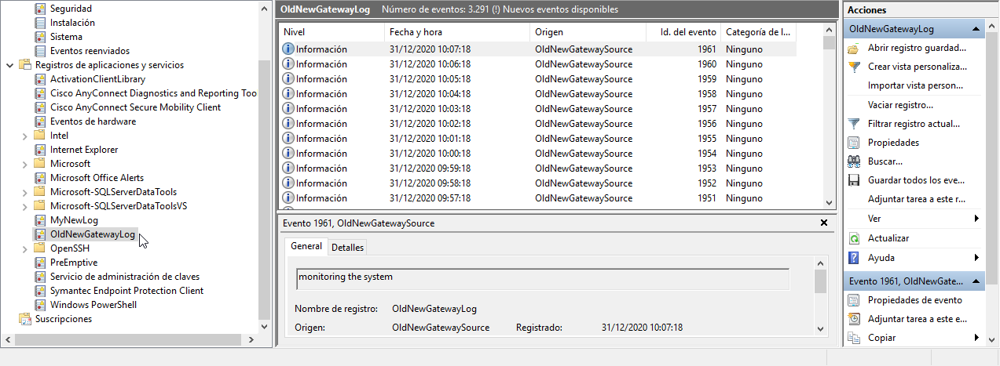 Seguridad
Instalación
Sistema
Eventos reenviados
Registros de aplicaciones y servicios
ActivationClientLibrary
Cisco AnyConnect Diagnostics and Reporting Too
Cisco AnyConnect Secure Mobility Client
Eventos de hardware
Intel
Internet Explorer
Microsoft
Microsoft Office Alerts
Microsoft-SQLServerDataTools
Microsoft-SQLServerDataToolsVS
MyNewLog
OldNewGatewayLog
OpenSSH
PreEmptive
Servicio de administración de claves
Symantec Endpoint Protection Client
Windows PowerShell
Suscripciones
OldNewGatewayLog Número de eventos: 3.291 (!) Nuevos eventos disponibles
Nivel Fecha y hora Origen Id. del evento Categoría de l...
Información 31/12/2020 10:07:18 OldNewGatewaySource 1961 Ninguno
Información 31/12/2020 10:06:18 OldNewGatewaySource 1960 Ninguno
Información 31/12/2020 10:05:18 OldNewGatewaySource 1959 Ninguno
Información 31/12/2020 10:04:18 OldNewGatewaySource 1958 Ninguno
Información 31/12/2020 10:03:18 OldNewGatewaySource 1957 Ninguno
Información 31/12/2020 10:02:18 OldNewGatewaySource 1956 Ninguno
Información 31/12/2020 10:01:18 OldNewGatewaySource 1955 Ninguno
Información 31/12/2020 10:00:18 OldNewGatewaySource 1954 Ninguno
Información 31/12/2020 09:59:18 OldNewGatewaySource 1953 Ninguno
Información 31/12/2020 09:58:18 OldNewGatewaySource 1952 Ninguno
Información 31/12/2020 09:57:18 OldNewGatewaySource 1951 Ninguno
Evento 1961, OldNewGatewaySource
General Detalles
monitoring the system
Nombre de registro: OldNewGatewayLog
Origen: OldNewGatewaySource Registrado: 31/12/2020 10:07:18
Acciones
OldNewGatewayLog
Abrir registro guardad...
Crear vista personaliza...
Importar vista person...
Vaciar registro...
Filtrar registro actual...
Propiedades
Buscar...
Guardar todos los eve...
Adjuntar tarea a este r...
Ver
Actualizar
Ayuda
Evento 1961, OldNewGate...
Propiedades de evento
Adjuntar tarea a este e...
Copiar